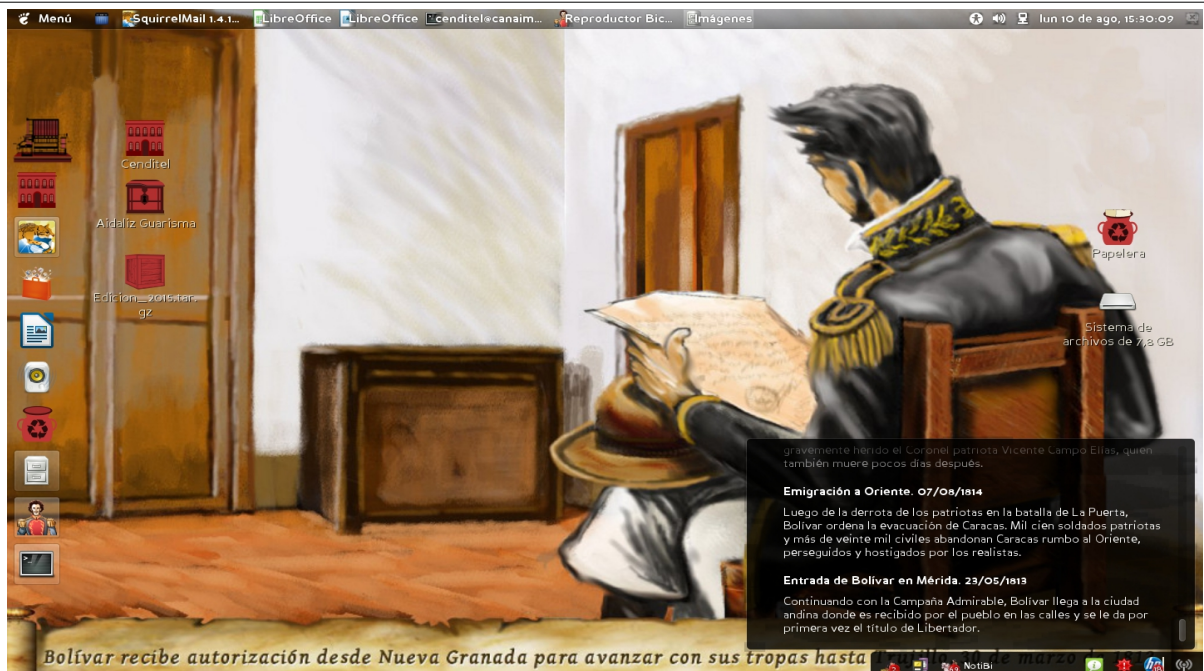 Menú SquirrelMail 1.4.1... LibreOffice LibreOffice cenditel@canaim... Reproductor Bic... Imágenes lun 10 de ago, 15:30:09
Cenditel
Aidaliz Guarisma
Edicion_2015.tar.
gz
Papelera
Sistema de
archivos de 7,8 GB
gravemente herido el Coronel patriota Vicente Campo Elías, quien
también muere pocos días después.
Emigración a Oriente. 07/08/1814
Luego de la derrota de los patriotas en la batalla de La Puerta,
Bolívar ordena la evacuación de Caracas. Mil cien soldados patriotas
y más de veinte mil civiles abandonan Caracas rumbo al Oriente,
perseguidos y hostigados por los realistas.
Entrada de Bolívar en Mérida. 23/05/1813
Continuando con la Campaña Admirable, Bolívar llega a la ciudad
andina donde es recibido por el pueblo en las calles y se le da por
primera vez el título de Libertador.
Bolívar recibe autorización desde Nueva Granada para avanzar con sus tropas hasta Trujillo, 30 de marzo
NotiBi